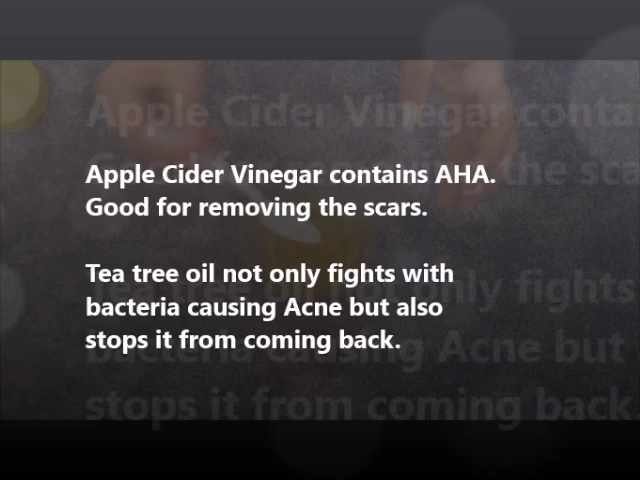 Apple Cider Vinegar contains AHA.
Good for removing the scars.
Tea tree oil not only fights with
bacteria causing Acne but also
stops it from coming back.